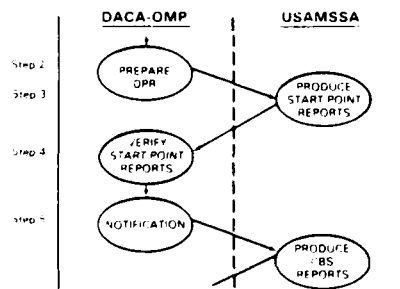 DACA-OMP
USAMSSA
Step 2
PREPARE
DPR
Step 3
PRODUCE
START POINT
REPORTS
Step 4
VERIFY
START POINT
REPORTS
Step 5
NOTIFICATION
PRODUCE
REPORTS